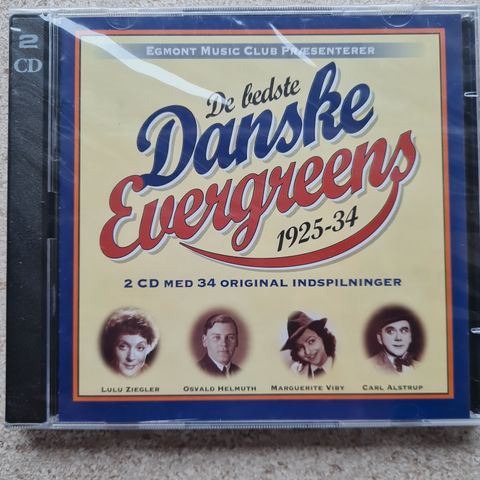 2
CD
EGMONT MUSIC CLUB PRÆSENTERER
De bedste
Danske
Evergreens
1925-34
2 CD MED 34 ORIGINAL INDSPILNINGER
LULU ZIEGLER OSVALD HELMUTH MARGUERITE VIBY CARL ALSTRUP